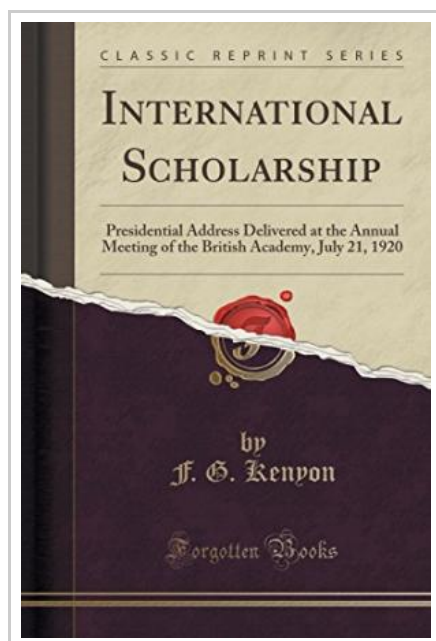 CLASSIC REPRINT SERIES
INTERNATIONAL
SCHOLARSHIP
Presidential Address Delivered at the Annual
Meeting of the British Academy, July 21, 1920
by
F. G. Kenyon
Forgotten Books